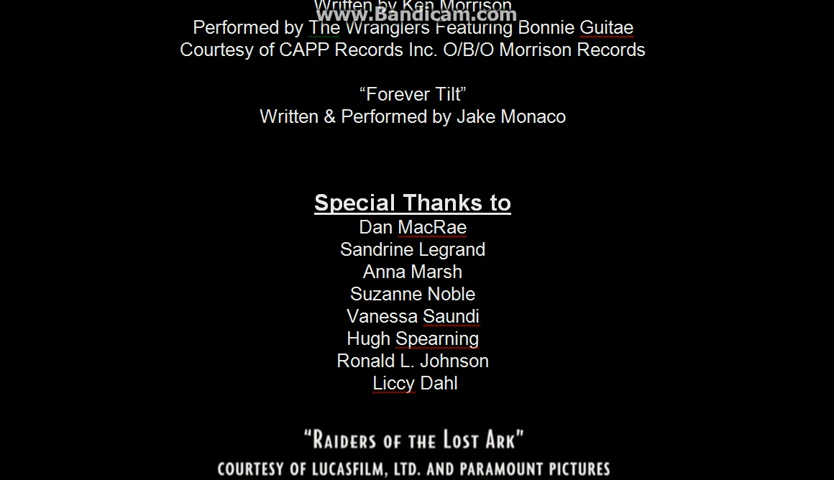 Written by Ken Morrison
www.Bandicam.com
Performed by The Wranglers Featuring Bonnie Guitae
Courtesy of CAPP Records Inc. O/B/O Morrison Records
“Forever Tilt”
Written & Performed by Jake Monaco
Special Thanks to
Dan MacRae
Sandrine Legrand
Anna Marsh
Suzanne Noble
Vanessa Saundi
Hugh Spearning
Ronald L. Johnson
Liccy Dahl
“RAIDERS OF THE LOST ARK”
COURTESY OF LUCASFILM, LTD. AND PARAMOUNT PICTURES